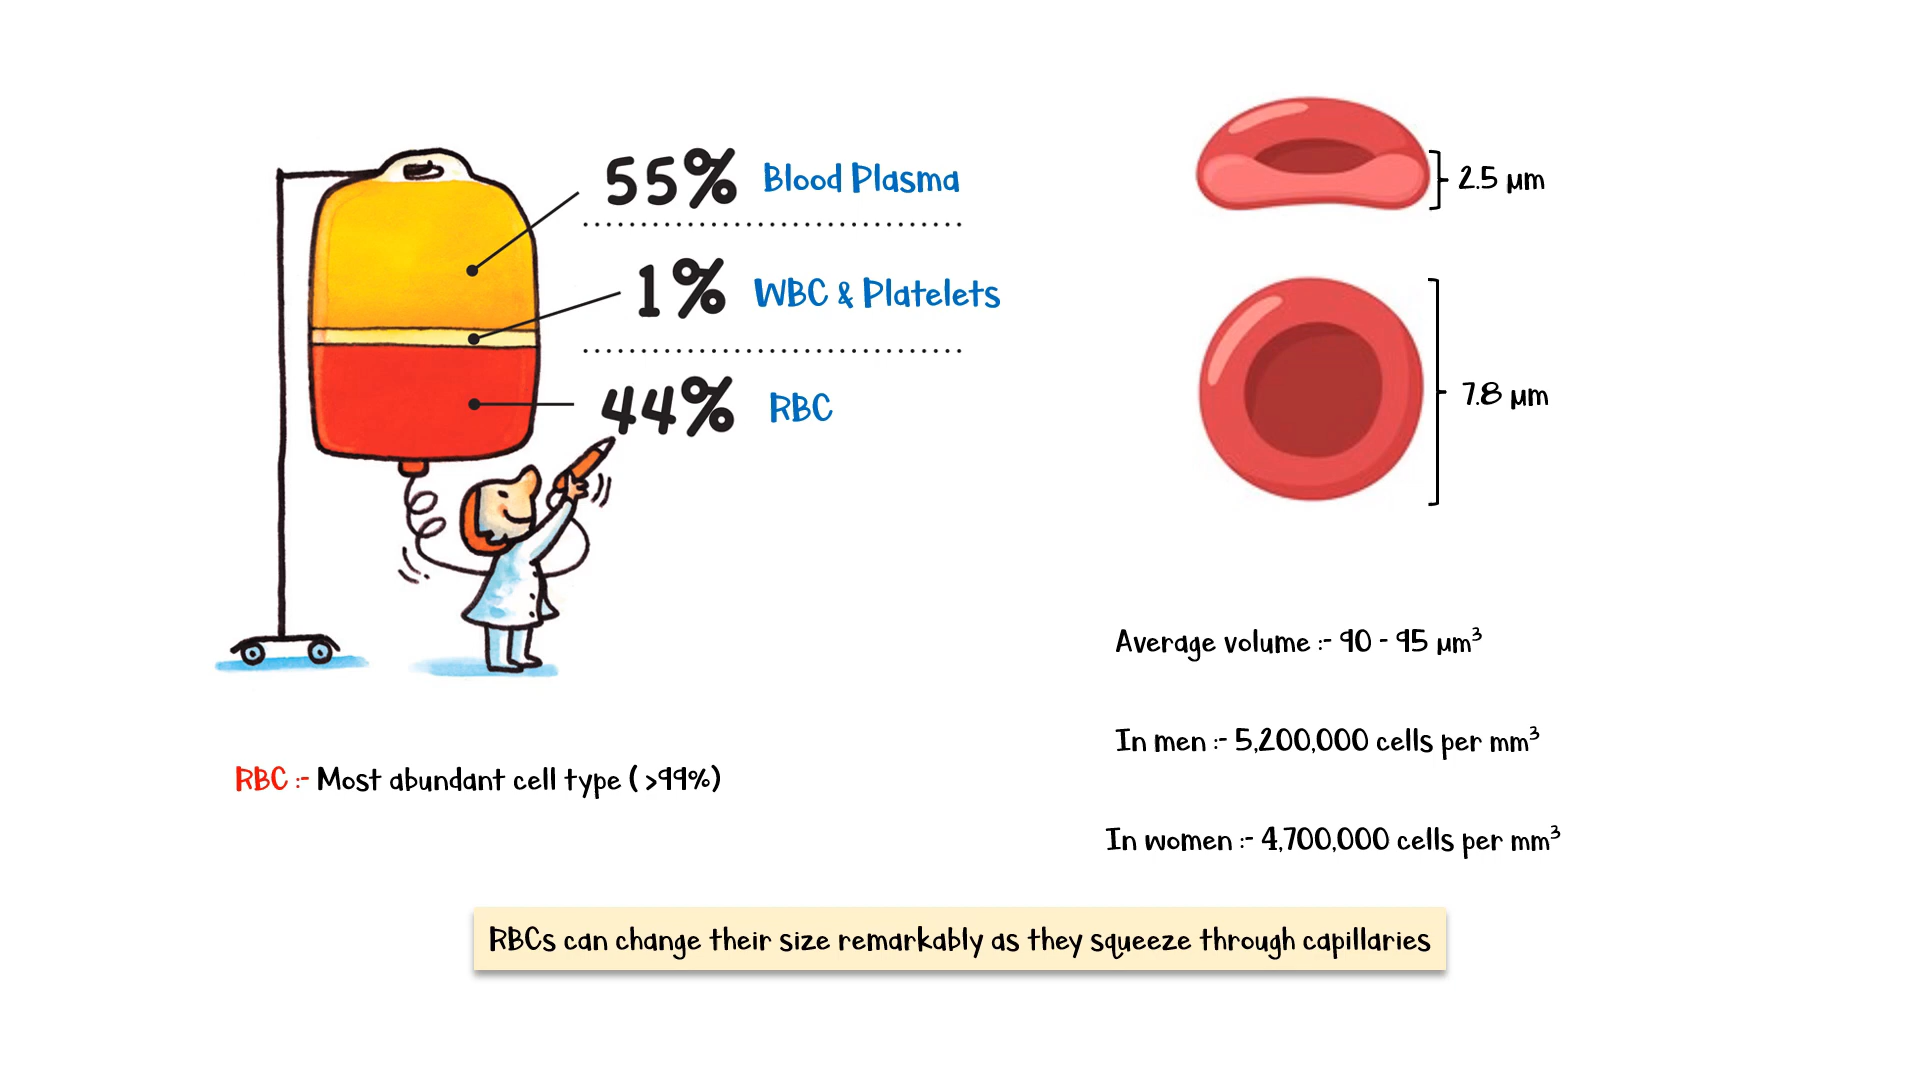 55% Blood Plasma
1% WBC & Platelets
44% RBC
RBC :- Most abundant cell type ( >99%)
2.5 µm
7.8 µm
Average volume :- 90 - 95 µm³
In men :- 5,200,000 cells per mm³
In women :- 4,700,000 cells per mm³
RBCs can change their size remarkably as they squeeze through capillaries